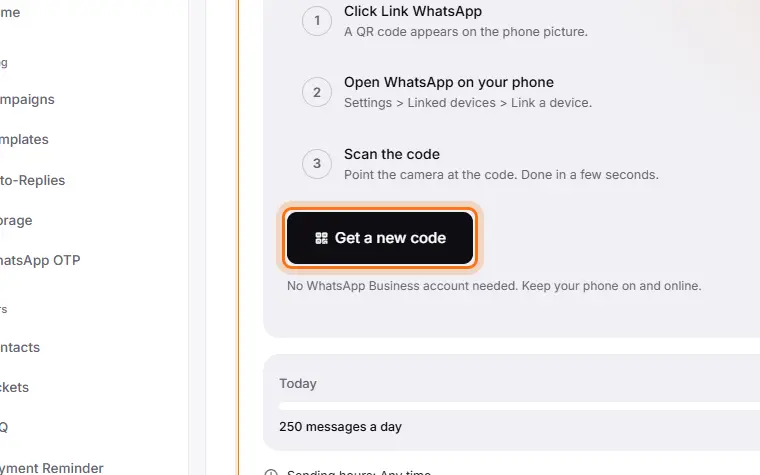 me
g
mpaigns
mplates
to-Replies
orage
hatsApp OTP
rs
ntacts
ckets
Q
yment Reminder
1
Click Link WhatsApp
A QR code appears on the phone picture.
2
Open WhatsApp on your phone
Settings > Linked devices > Link a device.
3
Scan the code
Point the camera at the code. Done in a few seconds.
Get a new code
No WhatsApp Business account needed. Keep your phone on and online.
Today
250 messages a day
Sending hours: Any time